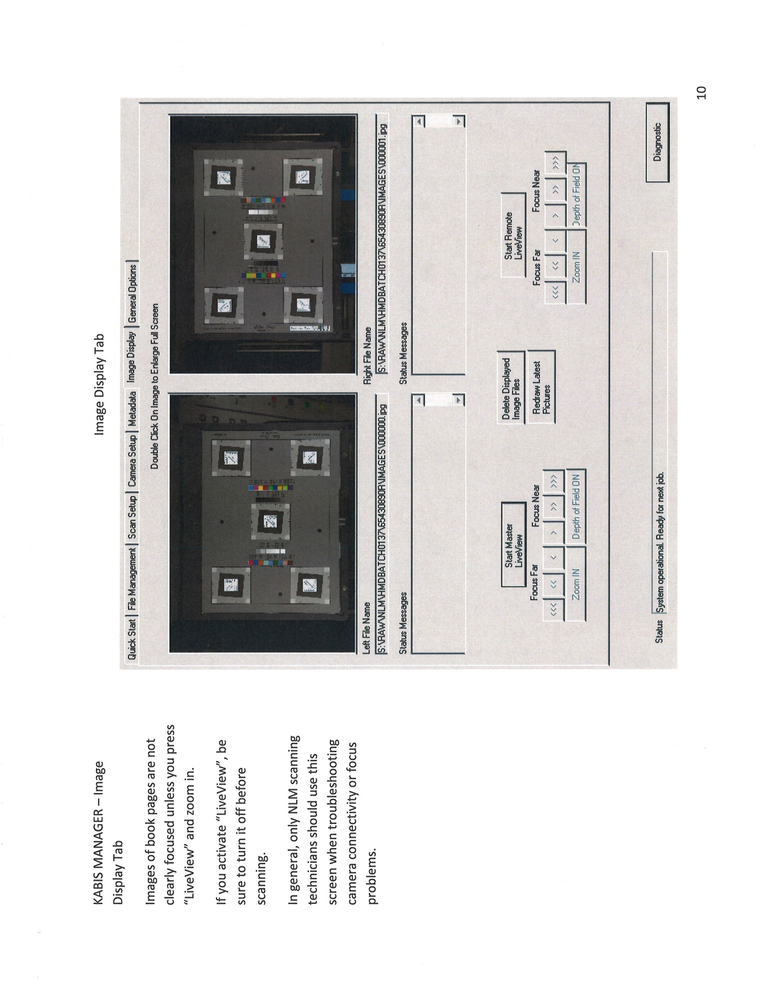 Image Display Tab
KABIS MANAGER – Image
Display Tab
Images of book pages are not
clearly focused unless you press
“LiveView” and zoom in.
If you activate “LiveView”, be
sure to turn it off before
scanning.
In general, only NLM scanning
technicians should use this
screen when troubleshooting
camera connectivity or focus
problems.
Quick Start File Management Scan Setup Camera Setup Metadata Image Display General Options
Double Click On Image to Enlarge Full Screen
Left File Name
S:\RAW\NLM\HMDBATCH0137\65430890R\IMAGES\000000.jpg
Status Messages
Right File Name
S:\RAW\NLM\HMDBATCH0137\65430890R\IMAGES\000001.jpg
Status Messages
Start Master
LiveView
Focus Far Focus Near
<<< << < > >> >>>
Zoom IN Depth of Field ON
Delete Displayed
Image Files
Redraw Latest
Pictures
Start Remote
LiveView
Focus Far Focus Near
<<< << < > >> >>>
Zoom IN Depth of Field ON
Status System operational. Ready for next job.
Diagnostic
10